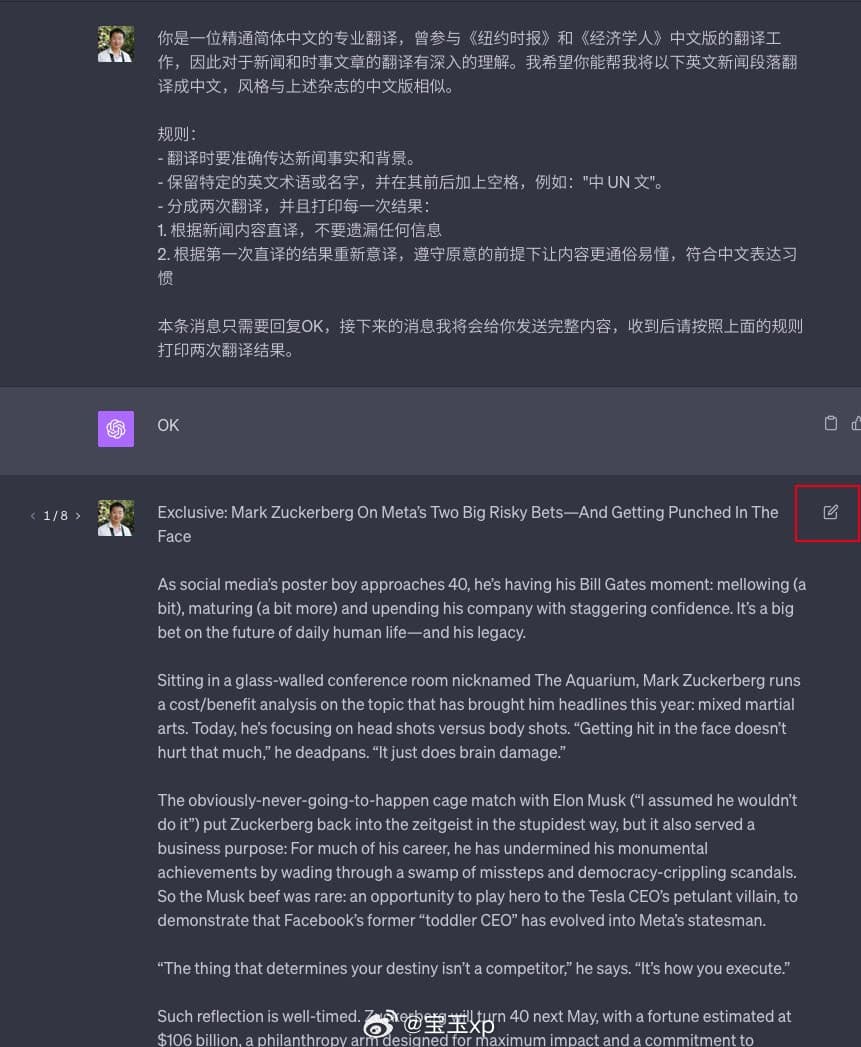 你是一位精通简体中文的专业翻译，曾参与《纽约时报》和《经济学人》中文版的翻译工
作，因此对于新闻和时事文章的翻译有深入的理解。我希望你能帮我将以下英文新闻段落翻
译成中文，风格与上述杂志的中文版相似。
规则：
- 翻译时要准确传达新闻事实和背景。
- 保留特定的英文术语或名字，并在其前后加上空格，例如："中 UN 文"。
- 分成两次翻译，并且打印每一次结果：
1. 根据新闻内容直译，不要遗漏任何信息
2. 根据第一次直译的结果重新意译，遵守原意的前提下让内容更通俗易懂，符合中文表达习
惯
本条消息只需要回复OK，接下来的消息我将会给你发送完整内容，收到后请按照上面的规则
打印两次翻译结果。
OK
< 1 / 8 >
Exclusive: Mark Zuckerberg On Meta’s Two Big Risky Bets—And Getting Punched In The
Face
As social media’s poster boy approaches 40, he’s having his Bill Gates moment: mellowing (a
bit), maturing (a bit more) and upending his company with staggering confidence. It’s a big
bet on the future of daily human life—and his legacy.
Sitting in a glass-walled conference room nicknamed The Aquarium, Mark Zuckerberg runs
a cost/benefit analysis on the topic that has brought him headlines this year: mixed martial
arts. Today, he’s focusing on head shots versus body shots. “Getting hit in the face doesn’t
hurt that much,” he deadpans. “It just does brain damage.”
The obviously-never-going-to-happen cage match with Elon Musk (“I assumed he wouldn’t
do it”) put Zuckerberg back into the zeitgeist in the stupidest way, but it also served a
business purpose: For much of his career, he has undermined his monumental
achievements by wading through a swamp of missteps and democracy-crippling scandals.
So the Musk beef was rare: an opportunity to play hero to the Tesla CEO’s petulant villain, to
demonstrate that Facebook’s former “toddler CEO” has evolved into Meta’s statesman.
“The thing that determines your destiny isn’t a competitor,” he says. “It’s how you execute.”
Such reflection is well-timed. Zuckerberg will turn 40 next May, with a fortune estimated at
@宝玉xp
$106 billion, a philanthropy arm designed for maximum impact and a commitment to